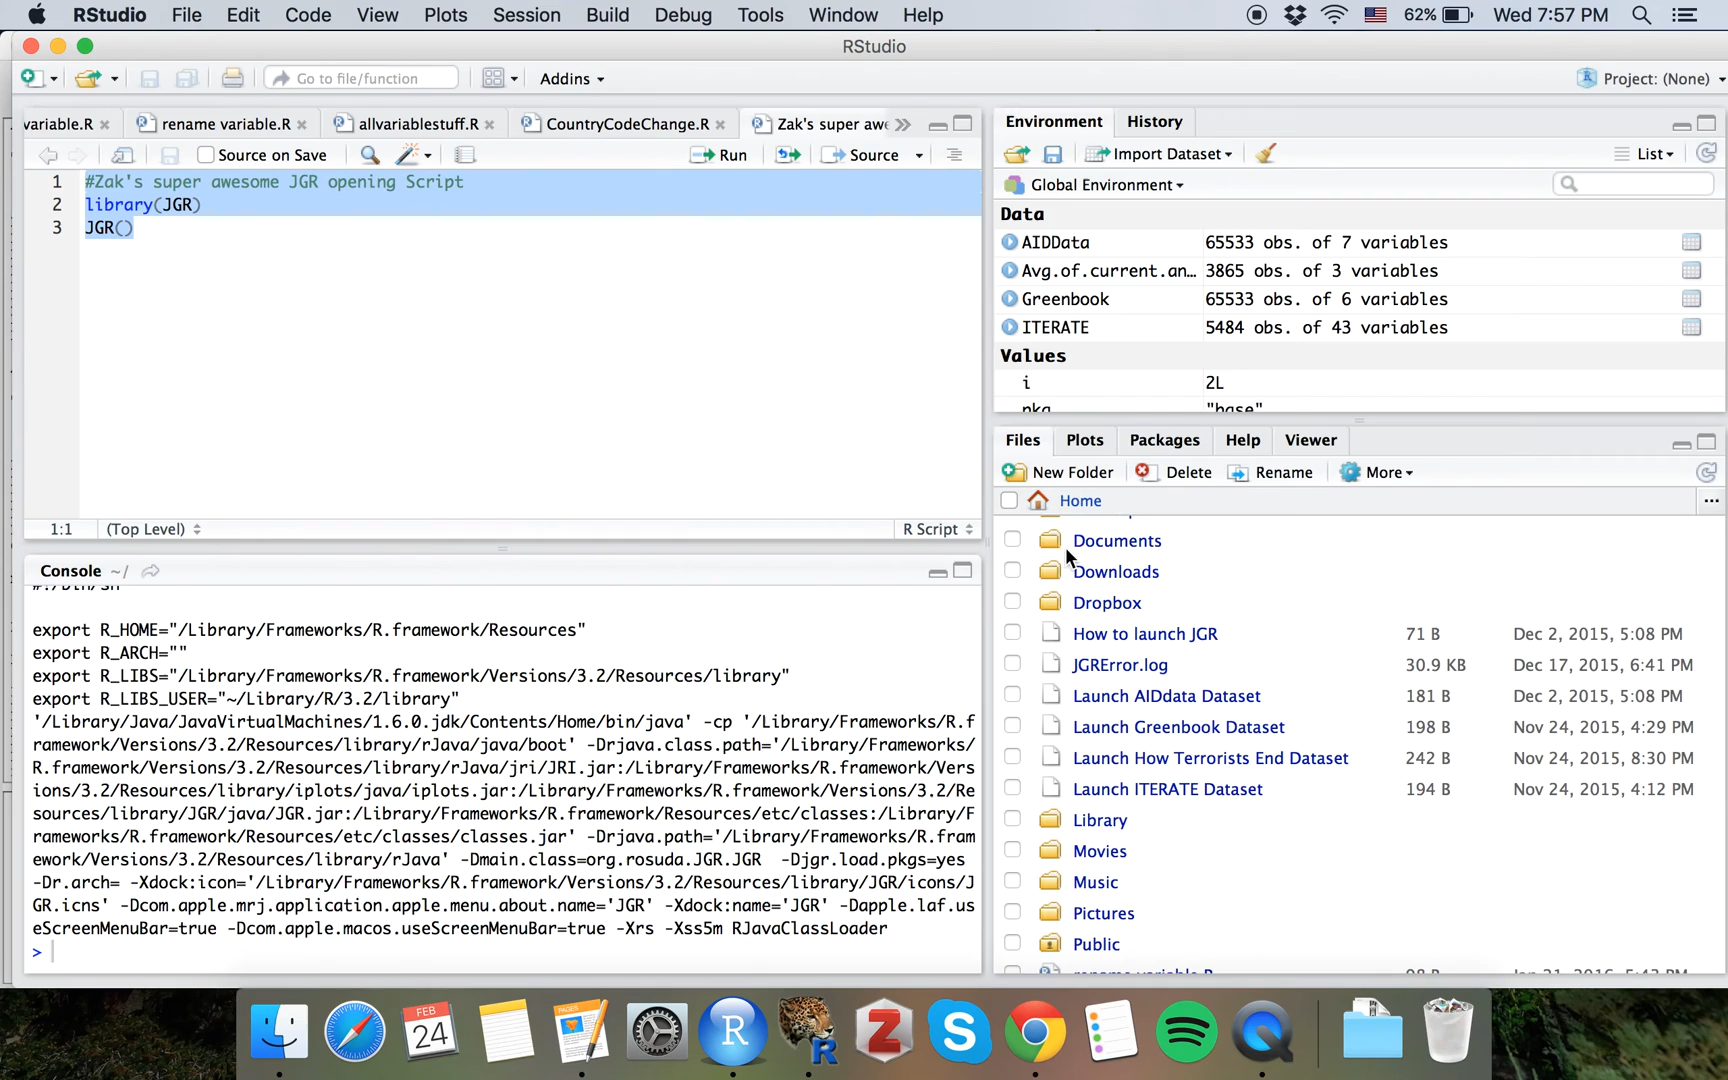 RStudio File Edit Code View Plots Session Build Debug Tools Window Help 62% Wed 7:57 PM
RStudio
Go to file/function Addins Project: (None)
variable.R rename variable.R allvariablestuff.R CountryCodeChange.R Zak's super awe
Source on Save Run Source
1 #Zak's super awesome JGR opening Script
2 library(JGR)
3 JGR()
1:1 (Top Level) R Script
Console ~/
#!/bin/sh
export R_HOME="/Library/Frameworks/R.framework/Resources"
export R_ARCH=""
export R_LIBS="/Library/Frameworks/R.framework/Versions/3.2/Resources/library"
export R_LIBS_USER="~/Library/R/3.2/library"
'/Library/Java/JavaVirtualMachines/1.6.0.jdk/Contents/Home/bin/java' -cp '/Library/Frameworks/R.f
ramework/Versions/3.2/Resources/library/rJava/java/boot' -Drjava.class.path='/Library/Frameworks/
R.framework/Versions/3.2/Resources/library/rJava/jri/JRI.jar:/Library/Frameworks/R.framework/Vers
ions/3.2/Resources/library/iplots/java/iplots.jar:/Library/Frameworks/R.framework/Versions/3.2/Re
sources/library/JGR/java/JGR.jar:/Library/Frameworks/R.framework/Resources/etc/classes:/Library/F
rameworks/R.framework/Resources/etc/classes/classes.jar' -Drjava.path='/Library/Frameworks/R.fram
ework/Versions/3.2/Resources/library/rJava' -Dmain.class=org.rosuda.JGR.JGR  -Djgr.load.pkgs=yes
-Dr.arch= -Xdock:icon='/Library/Frameworks/R.framework/Versions/3.2/Resources/library/JGR/icons/J
GR.icns' -Dcom.apple.mrj.application.apple.menu.about.name='JGR' -Xdock:name='JGR' -Dapple.laf.us
eScreenMenuBar=true -Dcom.apple.macos.useScreenMenuBar=true -Xrs -Xss5m RJavaClassLoader
>
Environment History
Import Dataset List
Global Environment
Data
AIDData 65533 obs. of 7 variables
Avg.of.current.an... 3865 obs. of 3 variables
Greenbook 65533 obs. of 6 variables
ITERATE 5484 obs. of 43 variables
Values
i 2L
pkg "base"
Files Plots Packages Help Viewer
New Folder Delete Rename More
Home ...
Documents
Downloads
Dropbox
How to launch JGR 71 B Dec 2, 2015, 5:08 PM
JGRError.log 30.9 KB Dec 17, 2015, 6:41 PM
Launch AIDdata Dataset 181 B Dec 2, 2015, 5:08 PM
Launch Greenbook Dataset 198 B Nov 24, 2015, 4:29 PM
Launch How Terrorists End Dataset 242 B Nov 24, 2015, 8:30 PM
Launch ITERATE Dataset 194 B Nov 24, 2015, 4:12 PM
Library
Movies
Music
Pictures
Public
rename variable.R 98 B Jan 21, 2016, 5:43 PM
FEB
24
PAGES
R
R
Z
S